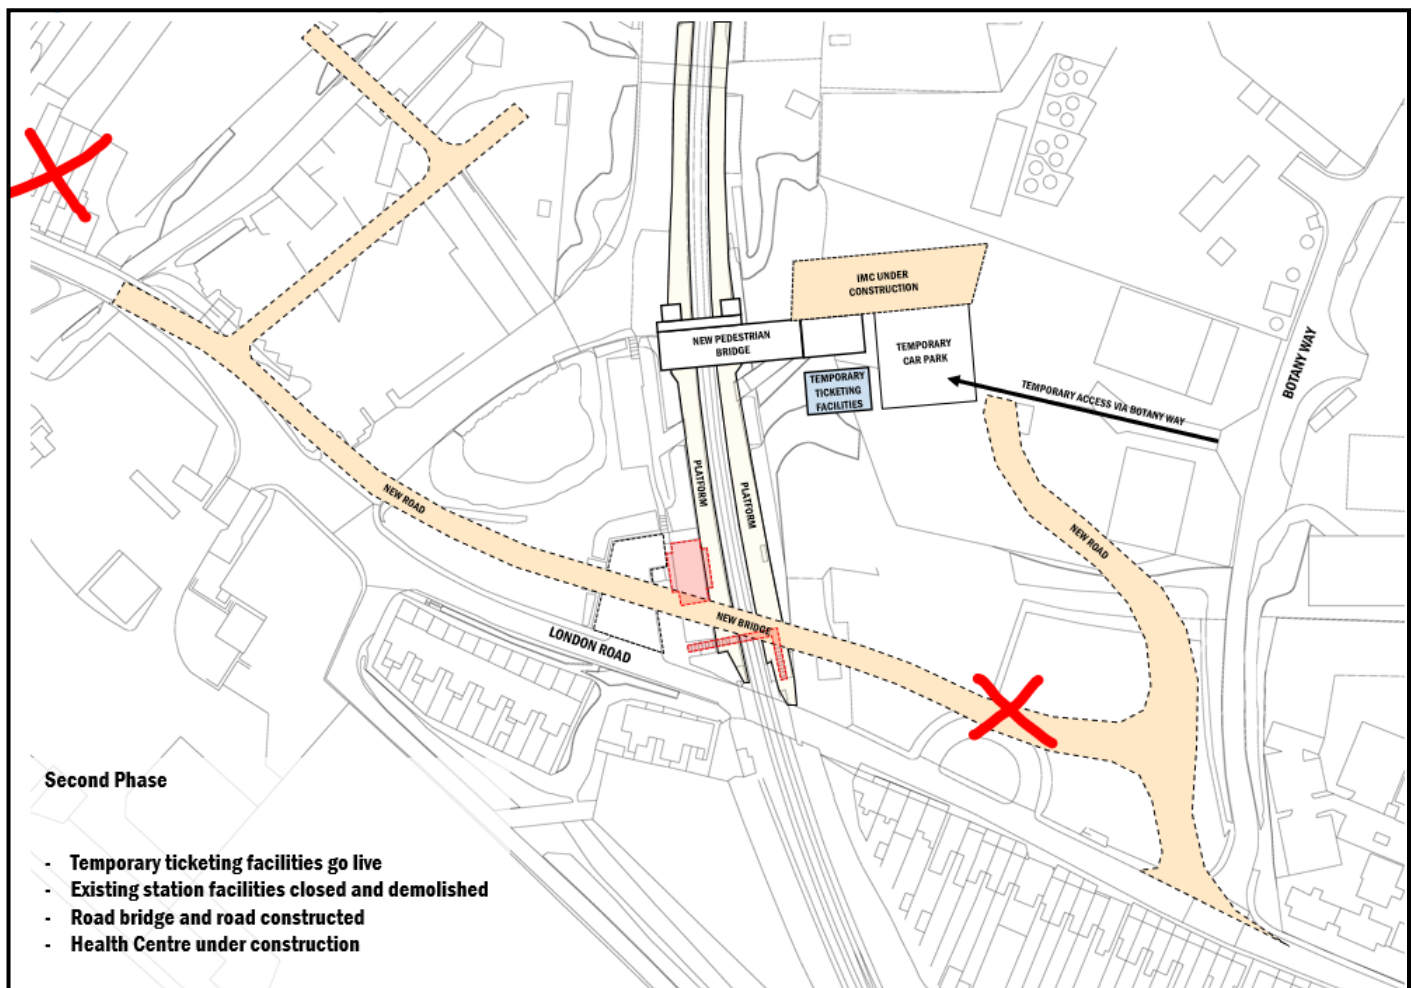 IMC UNDER
CONSTRUCTION
NEW PEDESTRIAN
BRIDGE
TEMPORARY
CAR PARK
TEMPORARY
TICKETING
FACILITIES
TEMPORARY ACCESS VIA BOTANY WAY
BOTANY WAY
PLATFORM
PLATFORM
NEW ROAD
NEW ROAD
NEW BRIDGE
LONDON ROAD
Second Phase
- Temporary ticketing facilities go live
- Existing station facilities closed and demolished
- Road bridge and road constructed
- Health Centre under construction